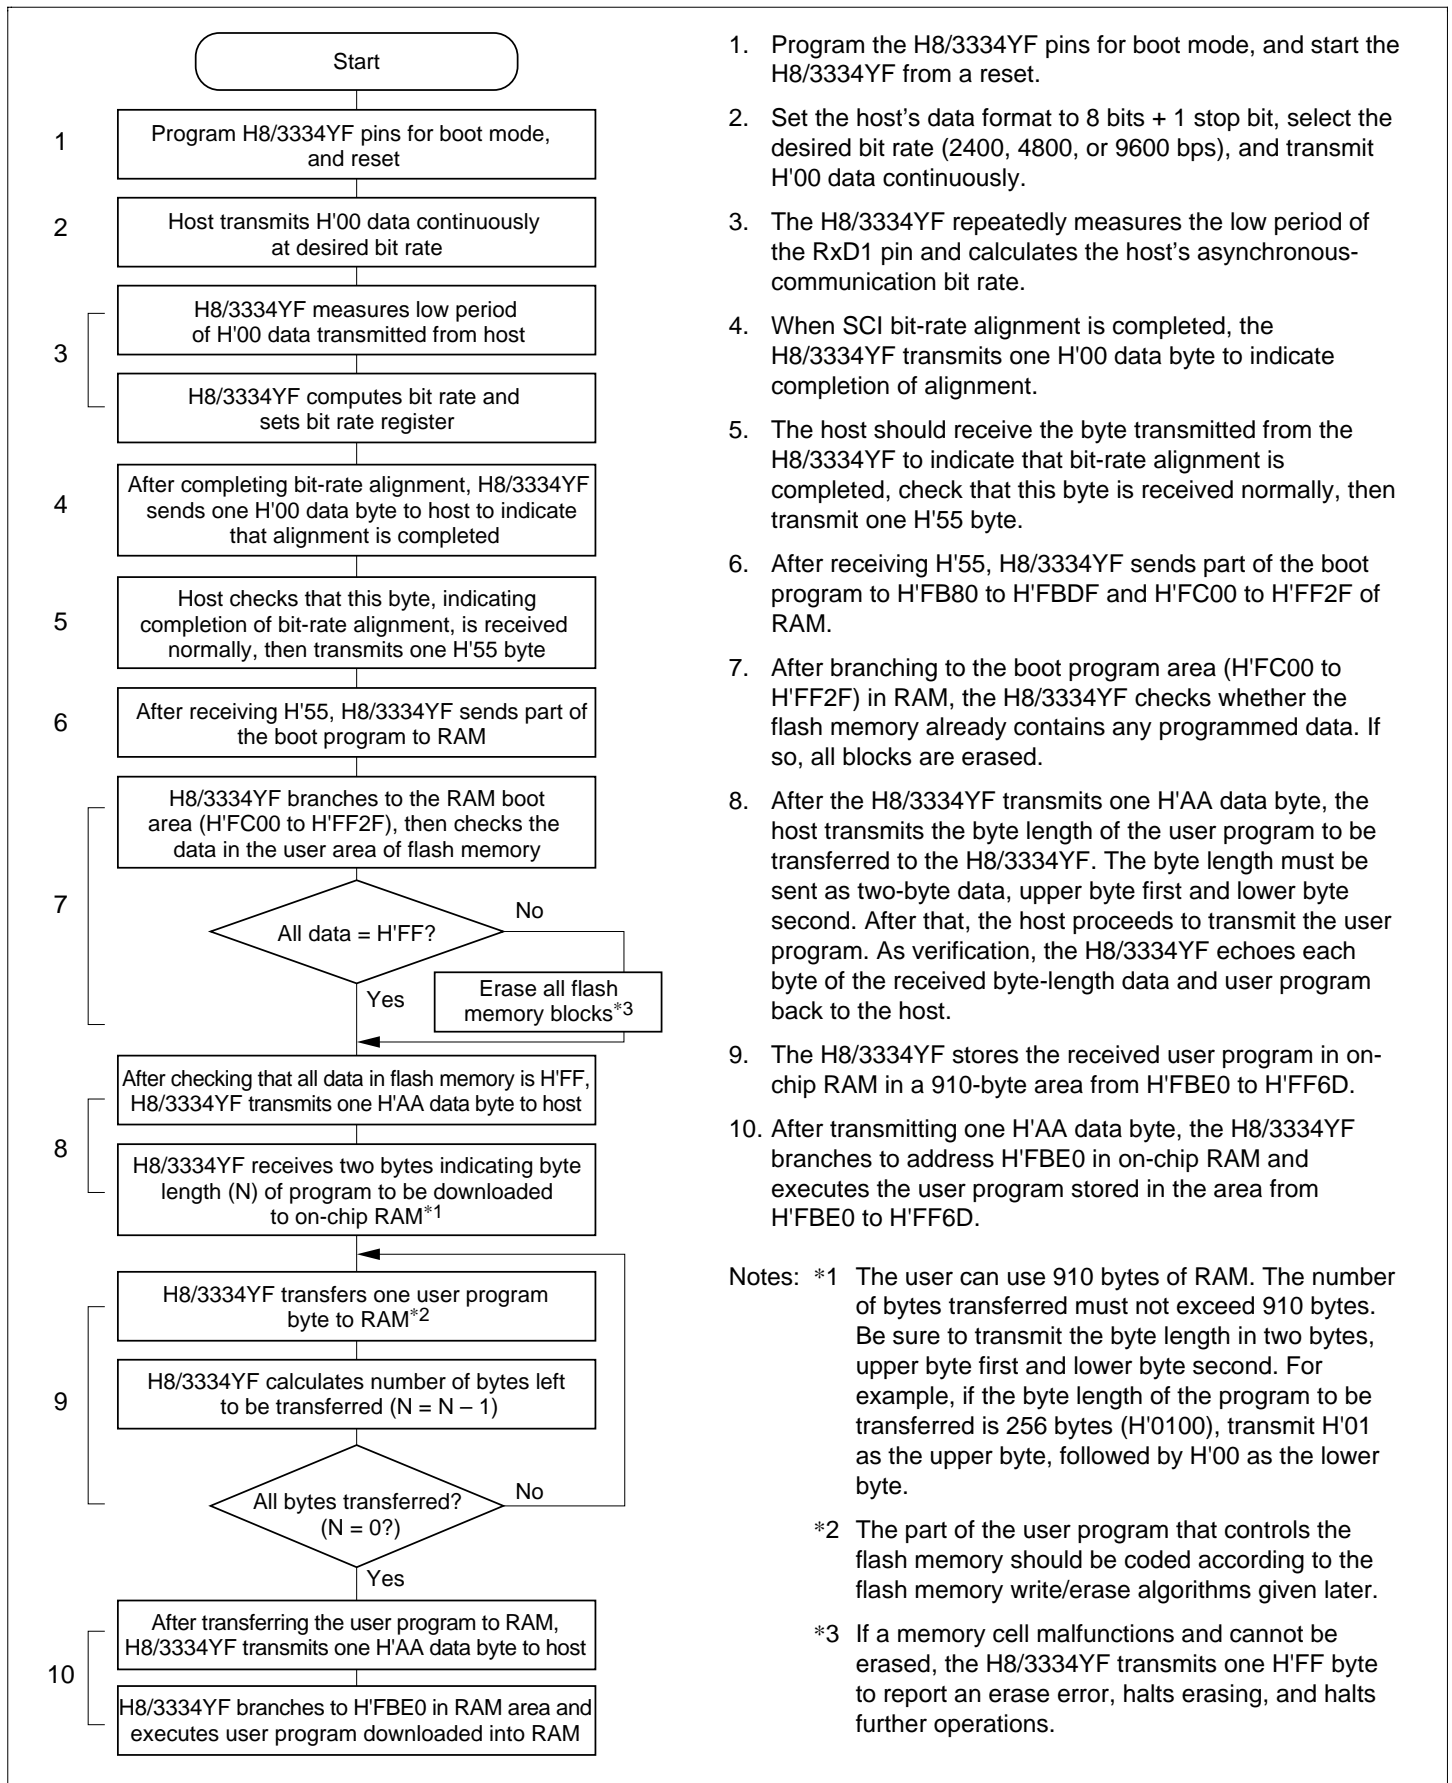 Start
1
Program H8/3334YF pins for boot mode,
and reset
2
Host transmits H'00 data continuously
at desired bit rate
3
H8/3334YF measures low period
of H'00 data transmitted from host
H8/3334YF computes bit rate and
sets bit rate register
4
After completing bit-rate alignment, H8/3334YF
sends one H'00 data byte to host to indicate
that alignment is completed
5
Host checks that this byte, indicating
completion of bit-rate alignment, is received
normally, then transmits one H'55 byte
6
After receiving H'55, H8/3334YF sends part of
the boot program to RAM
7
H8/3334YF branches to the RAM boot
area (H'FC00 to H'FF2F), then checks the
data in the user area of flash memory
All data = H'FF?
No
Yes
Erase all flash
memory blocks*3
8
After checking that all data in flash memory is H'FF,
H8/3334YF transmits one H'AA data byte to host
H8/3334YF receives two bytes indicating byte
length (N) of program to be downloaded
to on-chip RAM*1
9
H8/3334YF transfers one user program
byte to RAM*2
H8/3334YF calculates number of bytes left
to be transferred (N = N – 1)
All bytes transferred?
(N = 0?)
No
Yes
10
After transferring the user program to RAM,
H8/3334YF transmits one H'AA data byte to host
H8/3334YF branches to H'FBE0 in RAM area and
executes user program downloaded into RAM
1. Program the H8/3334YF pins for boot mode, and start the
H8/3334YF from a reset.
2. Set the host's data format to 8 bits + 1 stop bit, select the
desired bit rate (2400, 4800, or 9600 bps), and transmit
H'00 data continuously.
3. The H8/3334YF repeatedly measures the low period of
the RxD1 pin and calculates the host's asynchronous-
communication bit rate.
4. When SCI bit-rate alignment is completed, the
H8/3334YF transmits one H'00 data byte to indicate
completion of alignment.
5. The host should receive the byte transmitted from the
H8/3334YF to indicate that bit-rate alignment is
completed, check that this byte is received normally, then
transmit one H'55 byte.
6. After receiving H'55, H8/3334YF sends part of the boot
program to H'FB80 to H'FBDF and H'FC00 to H'FF2F of
RAM.
7. After branching to the boot program area (H'FC00 to
H'FF2F) in RAM, the H8/3334YF checks whether the
flash memory already contains any programmed data. If
so, all blocks are erased.
8. After the H8/3334YF transmits one H'AA data byte, the
host transmits the byte length of the user program to be
transferred to the H8/3334YF. The byte length must be
sent as two-byte data, upper byte first and lower byte
second. After that, the host proceeds to transmit the user
program. As verification, the H8/3334YF echoes each
byte of the received byte-length data and user program
back to the host.
9. The H8/3334YF stores the received user program in on-
chip RAM in a 910-byte area from H'FBE0 to H'FF6D.
10. After transmitting one H'AA data byte, the H8/3334YF
branches to address H'FBE0 in on-chip RAM and
executes the user program stored in the area from
H'FBE0 to H'FF6D.
Notes: *1 The user can use 910 bytes of RAM. The number
of bytes transferred must not exceed 910 bytes.
Be sure to transmit the byte length in two bytes,
upper byte first and lower byte second. For
example, if the byte length of the program to be
transferred is 256 bytes (H'0100), transmit H'01
as the upper byte, followed by H'00 as the lower
byte.
*2 The part of the user program that controls the
flash memory should be coded according to the
flash memory write/erase algorithms given later.
*3 If a memory cell malfunctions and cannot be
erased, the H8/3334YF transmits one H'FF byte
to report an erase error, halts erasing, and halts
further operations.